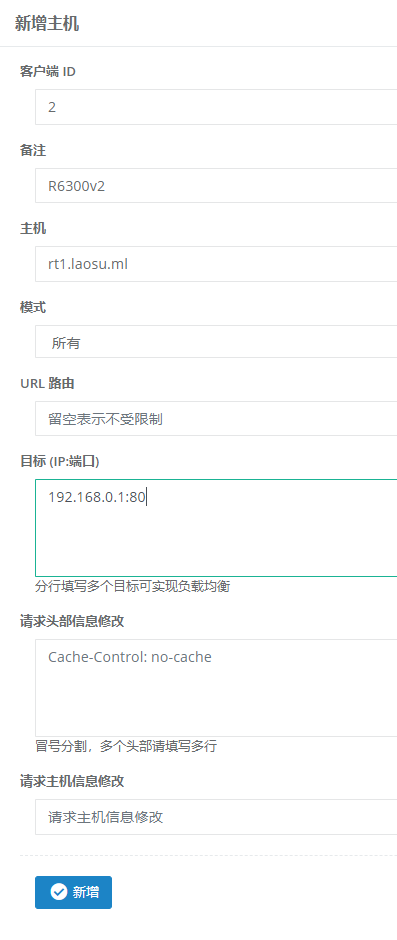 新增主机
客户端 ID
2
备注
R6300v2
主机
rt1.laosu.ml
模式
所有
URL 路由
留空表示不受限制
目标 (IP:端口)
192.168.0.1:80
分行填写多个目标可实现负载均衡
请求头部信息修改
Cache-Control: no-cache
冒号分割，多个头部请填写多行
请求主机信息修改
请求主机信息修改
新增